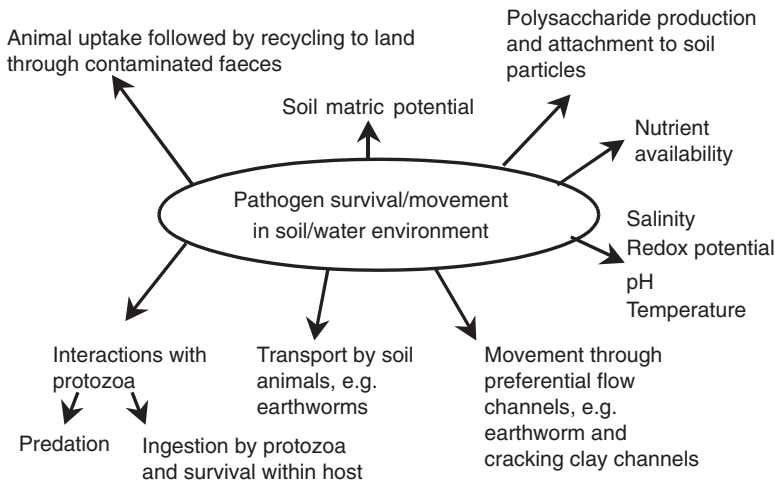 Animal uptake followed by recycling to land
through contaminated faeces
Soil matric potential
Polysaccharide production
and attachment to soil
particles
Nutrient
availability
Pathogen survival/movement
in soil/water environment
Salinity
Redox potential
pH
Temperature
Interactions with
protozoa
Predation
Ingestion by protozoa
and survival within host
Transport by soil
animals, e.g.
earthworms
Movement through
preferential flow
channels, e.g.
earthworm and
cracking clay channels